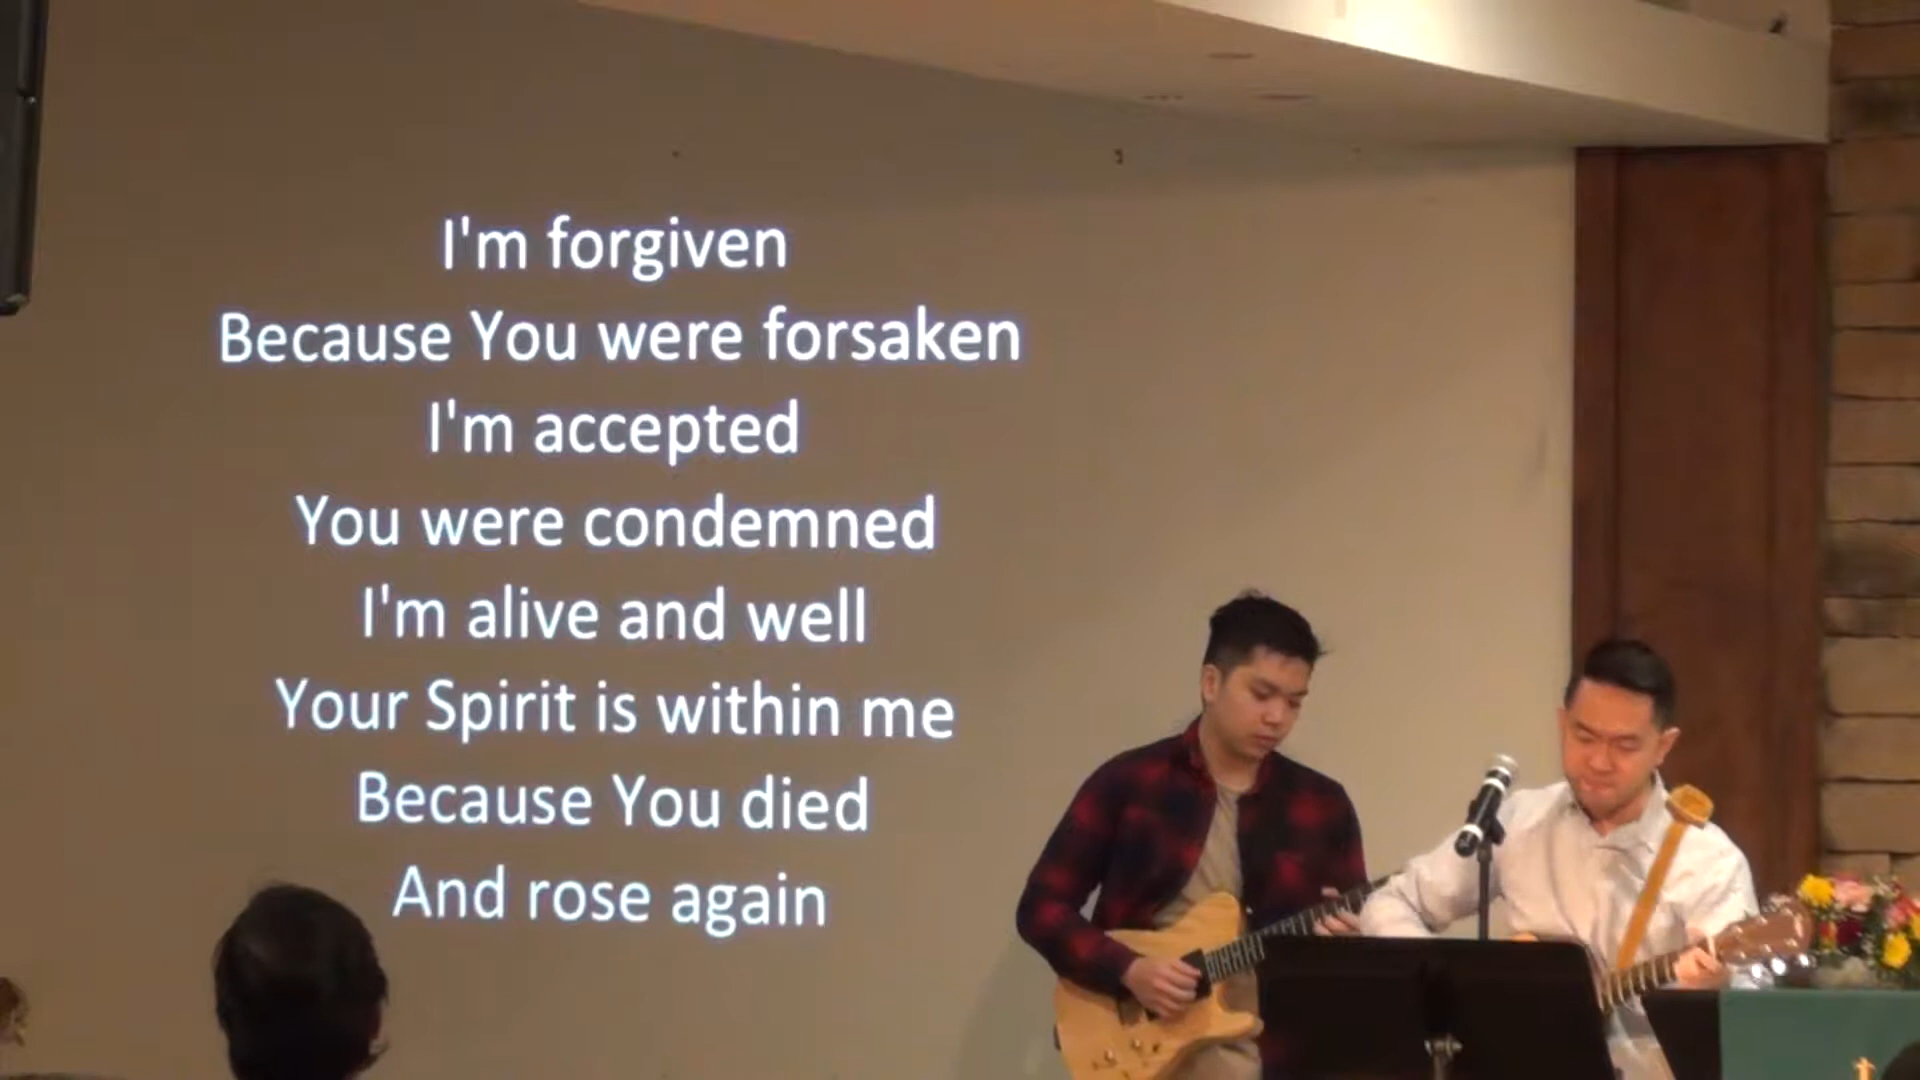 I'm forgiven
Because You were forsaken
I'm accepted
You were condemned
I'm alive and well
Your Spirit is within me
Because You died
And rose again